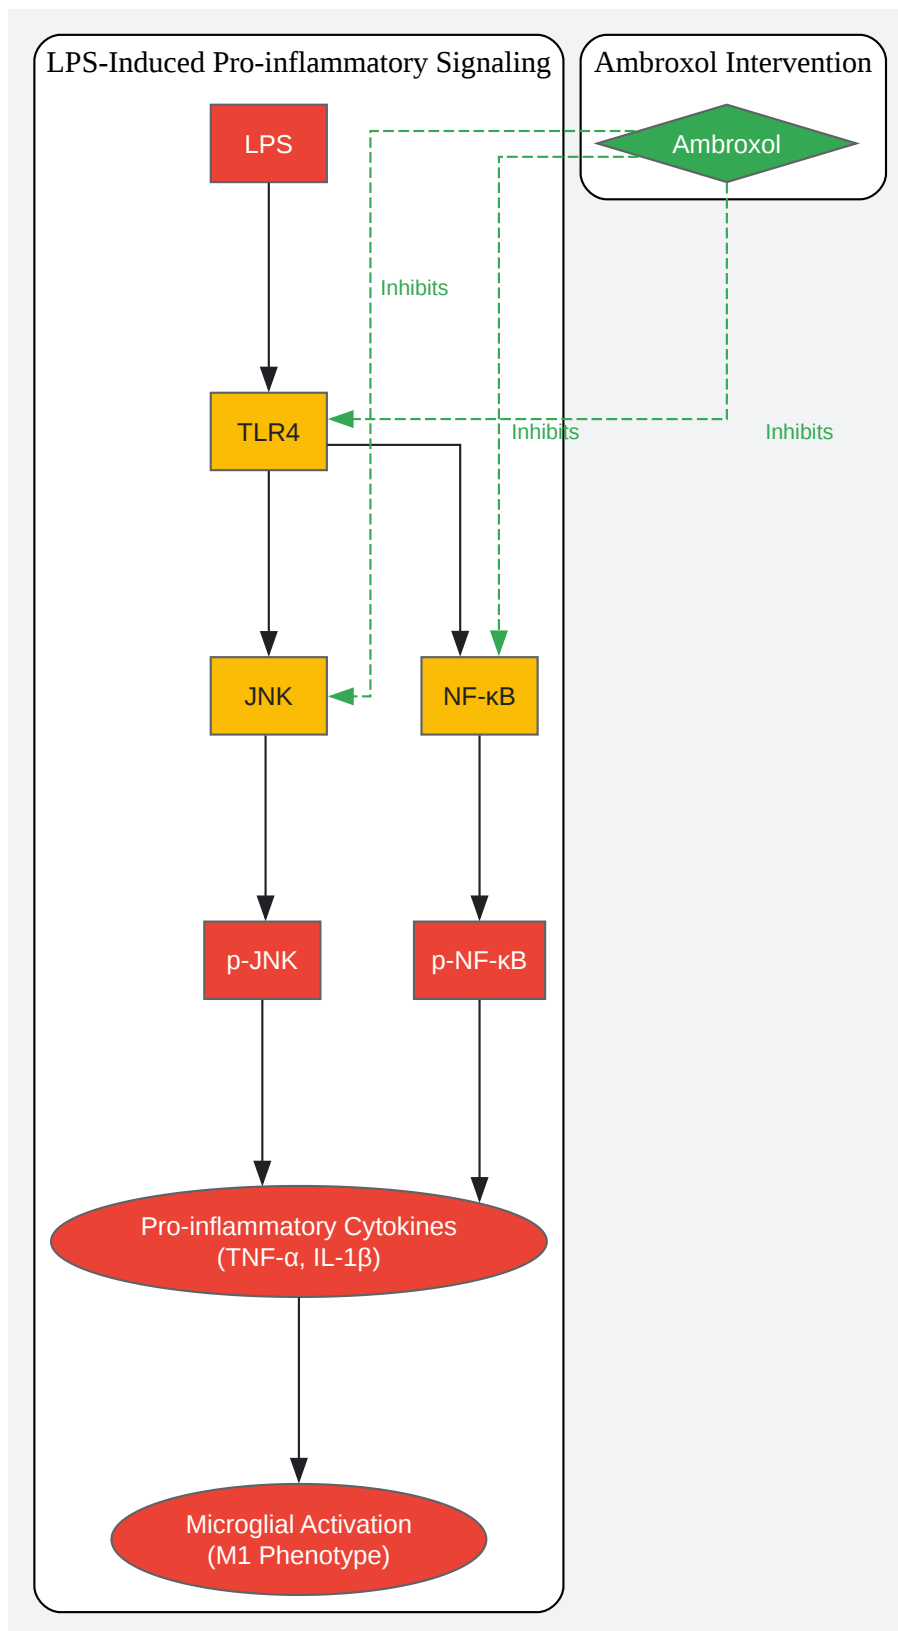 LPS-Induced Pro-inflammatory Signaling
Ambroxol Intervention
LPS
Ambroxol
Inhibits
TLR4
Inhibits
Inhibits
JNK
NF-κB
p-JNK
p-NF-κB
Pro-inflammatory Cytokines
(TNF-α, IL-1β)
Microglial Activation
(M1 Phenotype)